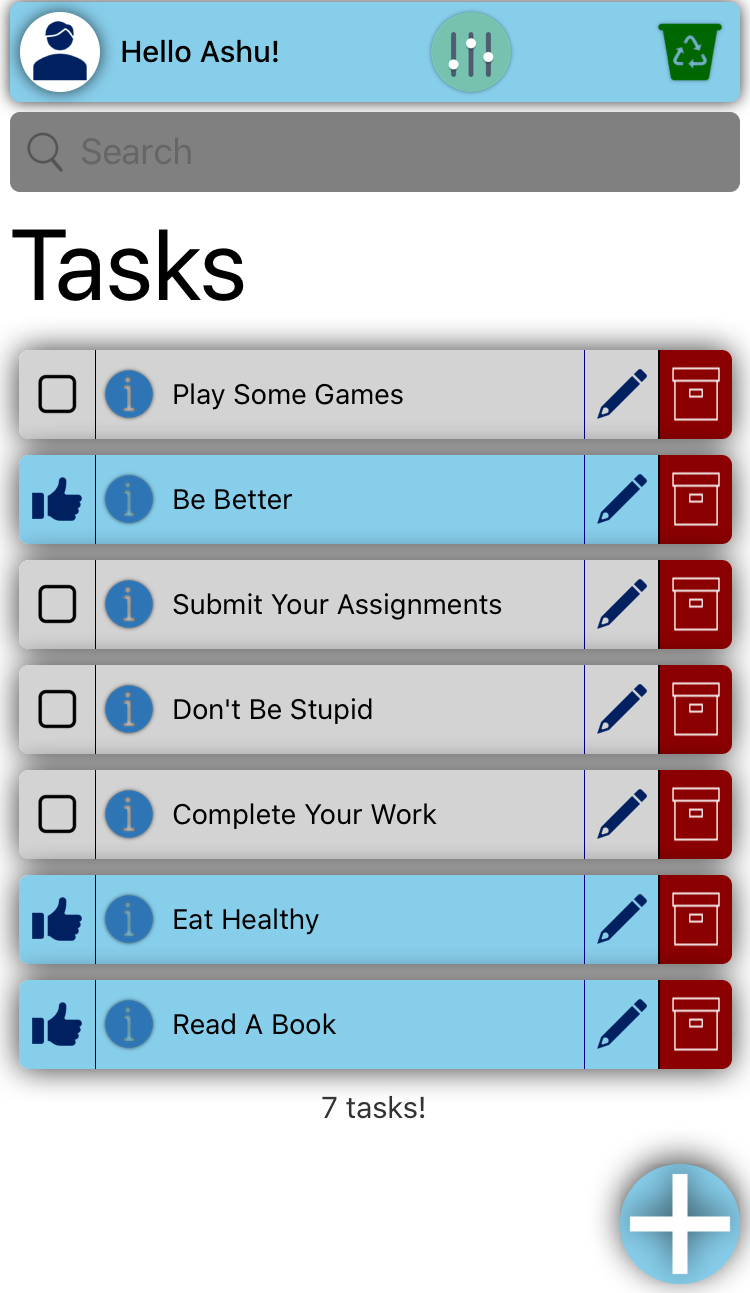 Hello Ashu!
Search
Tasks
Play Some Games
Be Better
Submit Your Assignments
Don't Be Stupid
Complete Your Work
Eat Healthy
Read A Book
7 tasks!